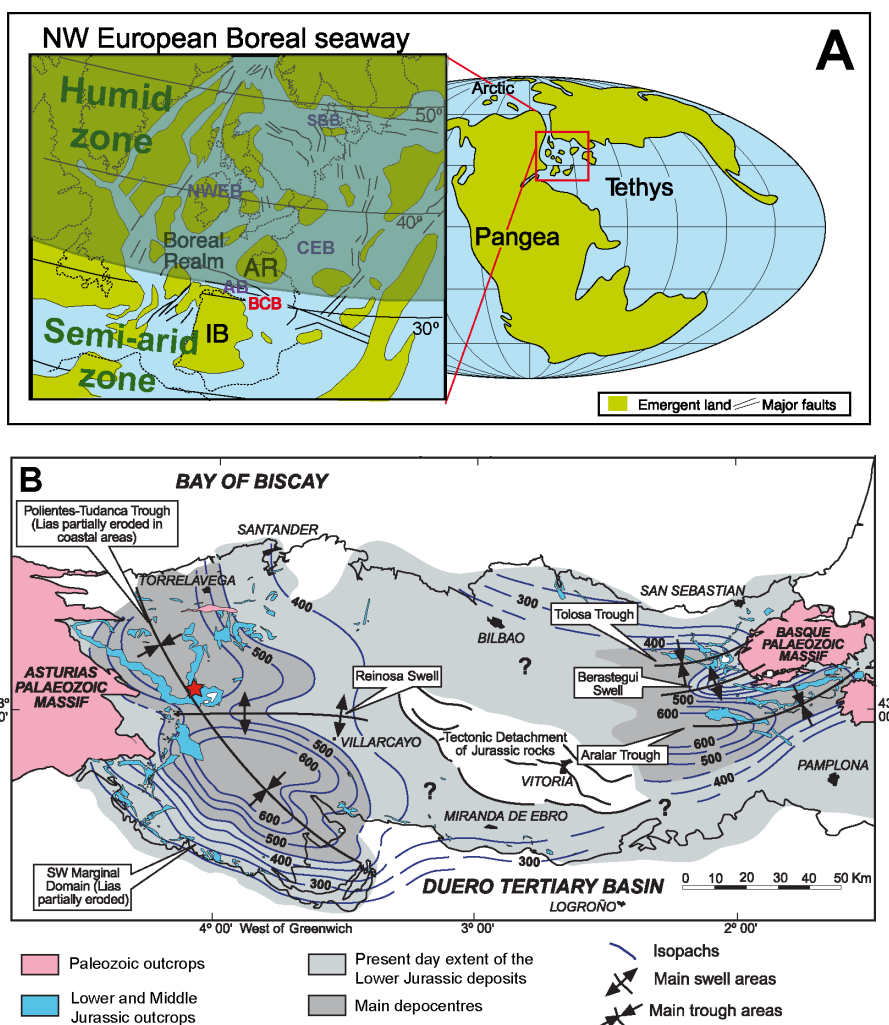 NW European Boreal seaway
A
Humid
zone
SBB
50º
NWEB
40º
Boreal
Realm
CEB
AR
AB
BCB
Semi-arid
zone
IB
30º
Arctic
Tethys
Pangea
Emergent land
Major faults
B
BAY OF BISCAY
Polientes-Tudanca Trough
(Lias partially eroded in
coastal areas)
SANTANDER
TORRELAVEGA
400
300
SAN SEBASTIAN
Tolosa Trough
BILBAO
400
BASQUE
PALAEOZOIC
MASSIF
500
?
ASTURIAS
PALAEOZOIC
MASSIF
Reinosa Swell
Berastegui
Swell
500
600
500
VILLARCAYO
600
Tectonic Detachment
of Jurassic rocks
Aralar Trough
600
500
400
PAMPLONA
VITORIA
?
?
600
500
400
300
MIRANDA DE EBRO
300
SW Marginal
Domain (Lias
partially eroded)
DUERO TERTIARY BASIN
LOGROÑO
0 10 20 30 40 50 Km
4º 00' West of Greenwich
3º 00'
2º 00'
Paleozoic outcrops
Lower and Middle
Jurassic outcrops
Present day extent of the
Lower Jurassic deposits
Main depocentres
Isopachs
Main swell areas
Main trough areas